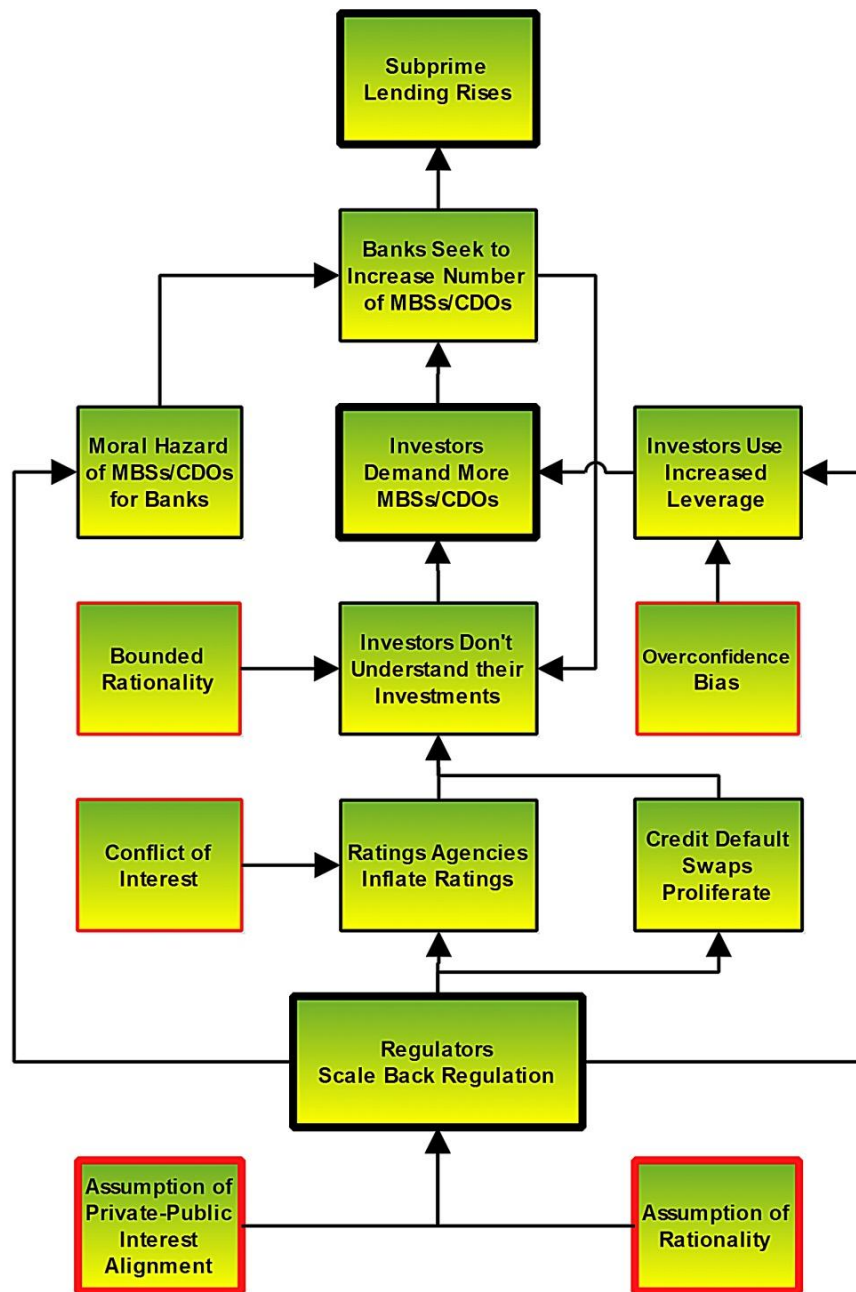 Subprime
Lending Rises
Banks Seek to
Increase Number
of MBSs/CDOs
Moral Hazard
of MBSs/CDOs
for Banks
Investors
Demand More
MBSs/CDOs
Investors Use
Increased
Leverage
Bounded
Rationality
Investors Don't
Understand their
Investments
Overconfidence
Bias
Conflict of
Interest
Ratings Agencies
Inflate Ratings
Credit Default
Swaps
Proliferate
Regulators
Scale Back Regulation
Assumption of
Private-Public
Interest
Alignment
Assumption of
Rationality